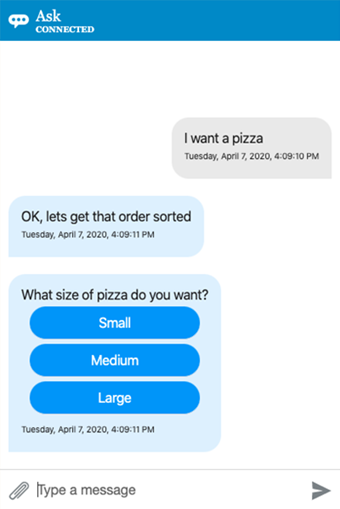 Ask
CONNECTED
I want a pizza
Tuesday, April 7, 2020, 4:09:10 PM
OK, lets get that order sorted
Tuesday, April 7, 2020, 4:09:11 PM
What size of pizza do you want?
Small
Medium
Large
Tuesday, April 7, 2020, 4:09:11 PM
Type a message